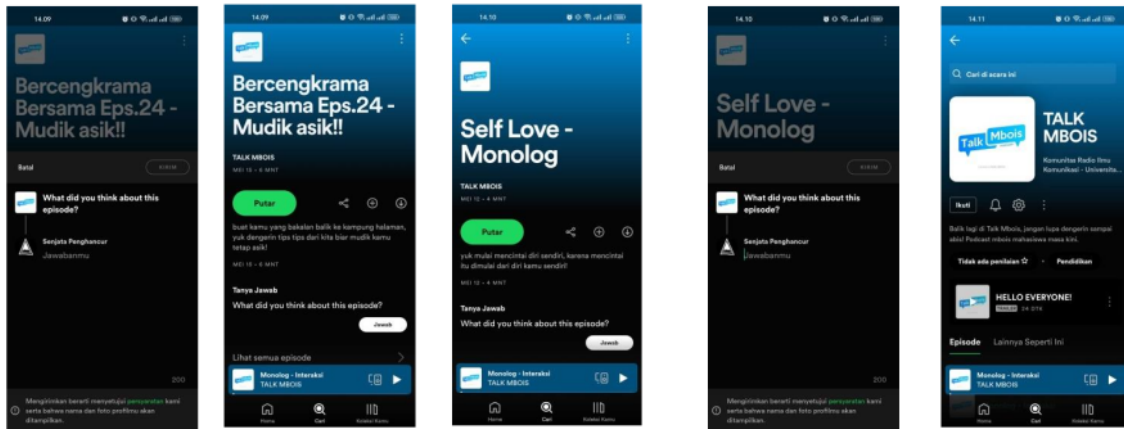 14.09
Bercengkrama
Bersama Eps.24 -
Mudik asik!!
Batal
KIRIM
What did you think about this
episode?
Senjata Penghancur
Jawabanmu
200
Mengirimkan berarti menyetujui persyaratan kami
serta bahwa nama dan foto profilmu akan
ditampilkan.
14.09
Bercengkrama
Bersama Eps.24 -
Mudik asik!!
TALK MBOIS
MEI 15 • 6 MNT
Putar
buat kamu yang bakalan balik ke kampung halaman,
yuk dengerin tips tips dari kita biar mudik kamu
tetap asik!
MEI 15 • 6 MNT
Tanya Jawab
What did you think about this episode?
Jawab
Lihat semua episode
Monolog - Interaksi
TALK MBOIS
Home
Cari
Koleksi Kamu
14.10
Self Love -
Monolog
TALK MBOIS
MEI 12 • 4 MNT
Putar
yuk mulai mencintai diri sendiri, karena mencintai
itu dimulai dari diri kamu sendiri!
MEI 12 • 4 MNT
Tanya Jawab
What did you think about this episode?
Jawab
Monolog - Interaksi
TALK MBOIS
Home
Cari
Koleksi Kamu
14.10
Self Love -
Monolog
Batal
KIRIM
What did you think about this
episode?
Senjata Penghancur
Jawabanmu
200
Mengirimkan berarti menyetujui persyaratan kami
serta bahwa nama dan foto profilmu akan
ditampilkan.
14.11
Cari di acara ini
Talk Mbois
TALK
MBOIS
Komunitas Radio Ilmu
Komunikasi - Universita...
Ikuti
Balik lagi di Talk Mbois, jangan lupa dengerin sampai
abis! Podcast mbois mahasiswa masa kini.
Tidak ada penilaian • Pendidikan
HELLO EVERYONE!
TRAILER 24 DTK
Episode Lainnya Seperti Ini
Monolog - Interaksi
TALK MBOIS
Home
Cari
Koleksi Kamu